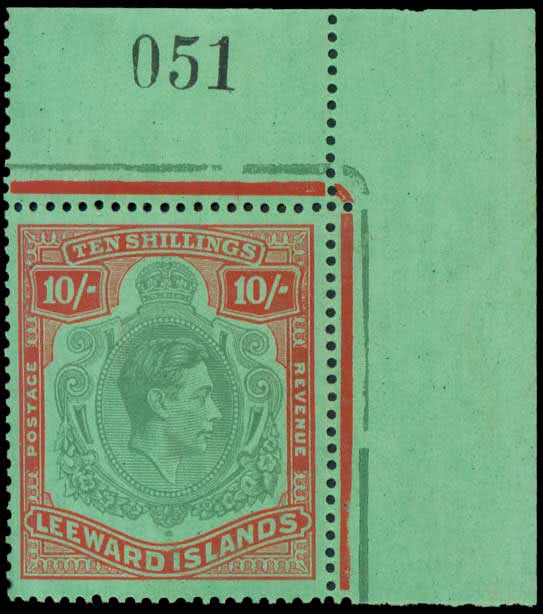 051
TEN SHILLINGS
10/- 10/-
POSTAGE
REVENUE
LEEWARD ISLANDS